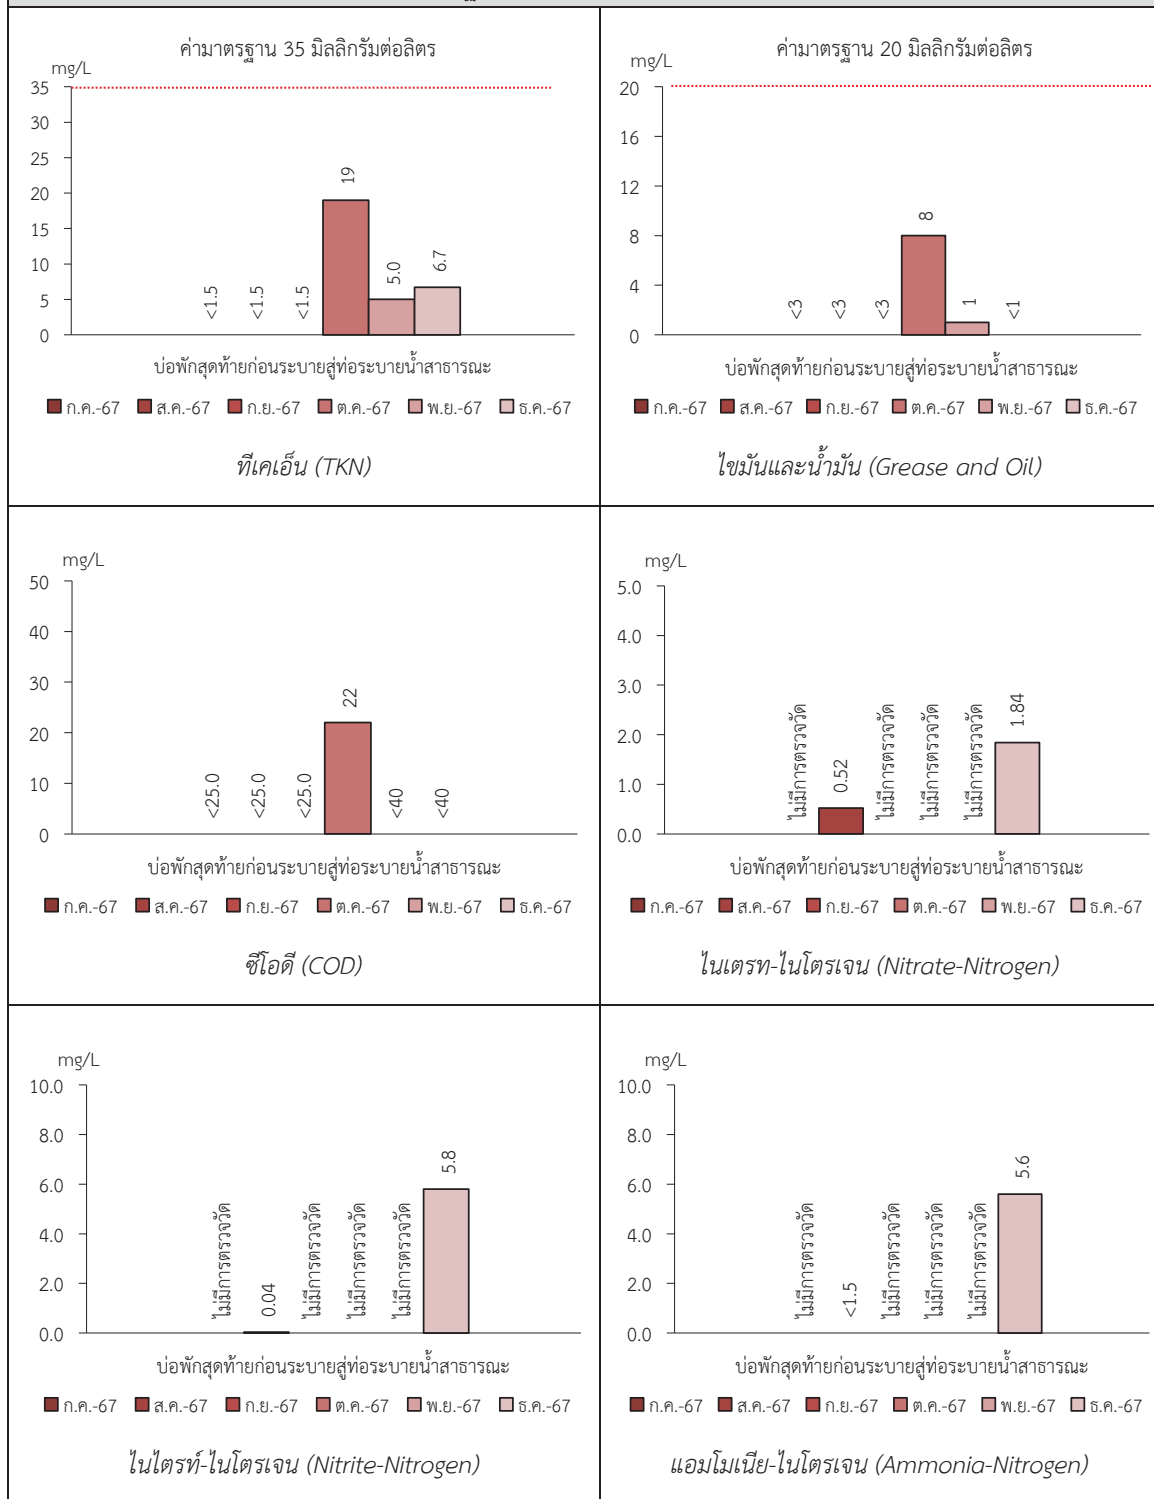 ค่ามาตรฐาน 35 มิลลิกรัมต่อลิตร
mg/L
35
30
25
20
15
10
5
0
<1.5
<1.5
<1.5
19
5.0
6.7
บ่อพักสุดท้ายก่อนระบายสู่ท่อระบายน้ำสาธารณะ
ก.ค.-67 ส.ค.-67 ก.ย.-67 ต.ค.-67 พ.ย.-67 ธ.ค.-67
ทีเคเอ็น (TKN)
ค่ามาตรฐาน 20 มิลลิกรัมต่อลิตร
mg/L
20
16
12
8
4
0
<3
<3
<3
8
1
<1
บ่อพักสุดท้ายก่อนระบายสู่ท่อระบายน้ำสาธารณะ
ก.ค.-67 ส.ค.-67 ก.ย.-67 ต.ค.-67 พ.ย.-67 ธ.ค.-67
ไขมันและน้ำมัน (Grease and Oil)
mg/L
50
40
30
20
10
0
<25.0
<25.0
<25.0
22
<40
<40
บ่อพักสุดท้ายก่อนระบายสู่ท่อระบายน้ำสาธารณะ
ก.ค.-67 ส.ค.-67 ก.ย.-67 ต.ค.-67 พ.ย.-67 ธ.ค.-67
ซีโอดี (COD)
mg/L
5.0
4.0
3.0
2.0
1.0
0.0
ไม่มีการตรวจวัด
0.52
ไม่มีการตรวจวัด
ไม่มีการตรวจวัด
ไม่มีการตรวจวัด
1.84
บ่อพักสุดท้ายก่อนระบายสู่ท่อระบายน้ำสาธารณะ
ก.ค.-67 ส.ค.-67 ก.ย.-67 ต.ค.-67 พ.ย.-67 ธ.ค.-67
ไนเตรท-ไนโตรเจน (Nitrate-Nitrogen)
mg/L
10.0
8.0
6.0
4.0
2.0
0.0
ไม่มีการตรวจวัด
0.04
ไม่มีการตรวจวัด
ไม่มีการตรวจวัด
ไม่มีการตรวจวัด
5.8
บ่อพักสุดท้ายก่อนระบายสู่ท่อระบายน้ำสาธารณะ
ก.ค.-67 ส.ค.-67 ก.ย.-67 ต.ค.-67 พ.ย.-67 ธ.ค.-67
ไนไตรท์-ไนโตรเจน (Nitrite-Nitrogen)
mg/L
10.0
8.0
6.0
4.0
2.0
0.0
ไม่มีการตรวจวัด
<1.5
ไม่มีการตรวจวัด
ไม่มีการตรวจวัด
ไม่มีการตรวจวัด
5.6
บ่อพักสุดท้ายก่อนระบายสู่ท่อระบายน้ำสาธารณะ
ก.ค.-67 ส.ค.-67 ก.ย.-67 ต.ค.-67 พ.ย.-67 ธ.ค.-67
แอมโมเนีย-ไนโตรเจน (Ammonia-Nitrogen)